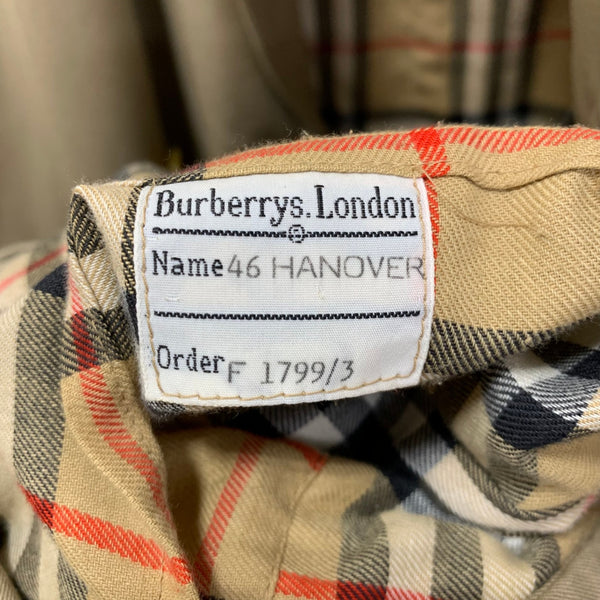 Burberrys. London
Name 46 HANOVER
Order F 1799/3